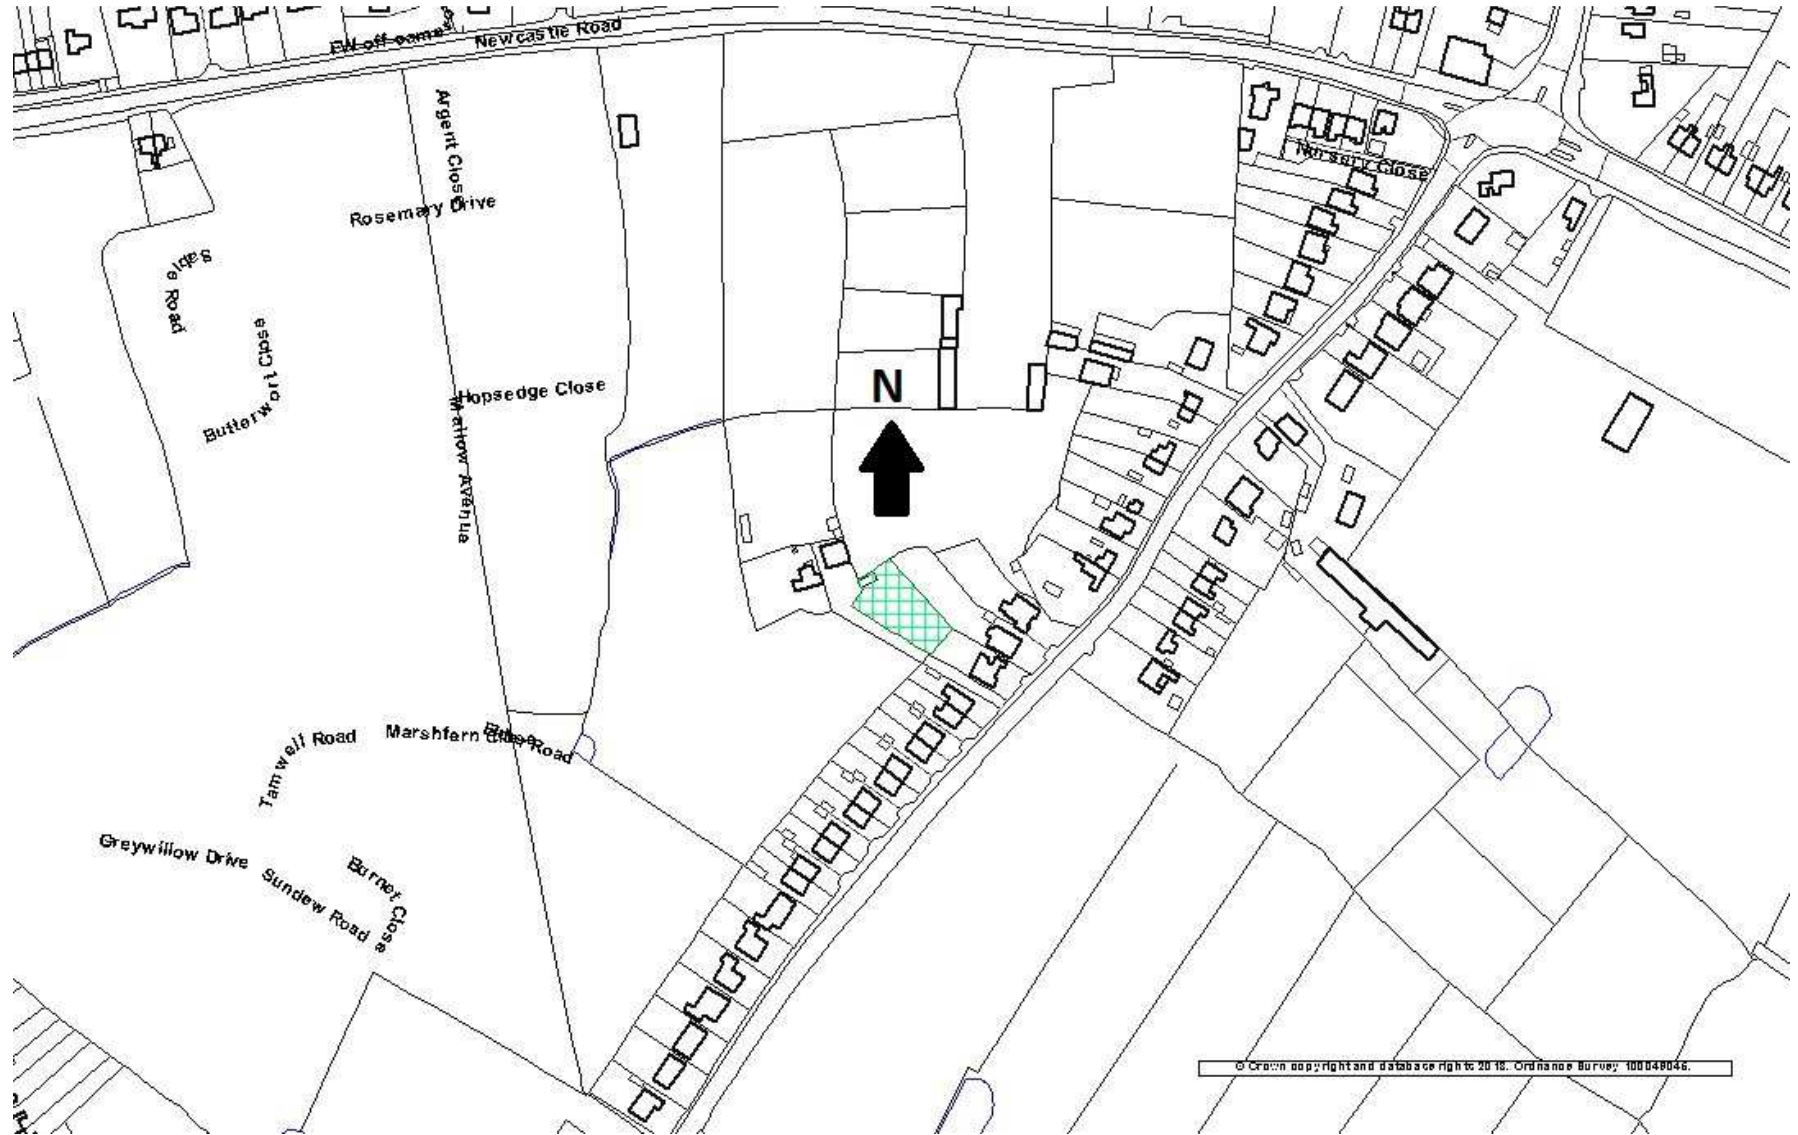 Newcastle Road
Argent Close
Nursery Close
Rosemary Drive
Sable Road
Butterwort Close
Hopsedge Close
Mallow Avenue
N
Tamwell Road
Marshfern
Road
Greywillow Drive
Sundew Road
Burnet Close
© Crown copyright and database rights 2018. Ordnance Survey 100049045.